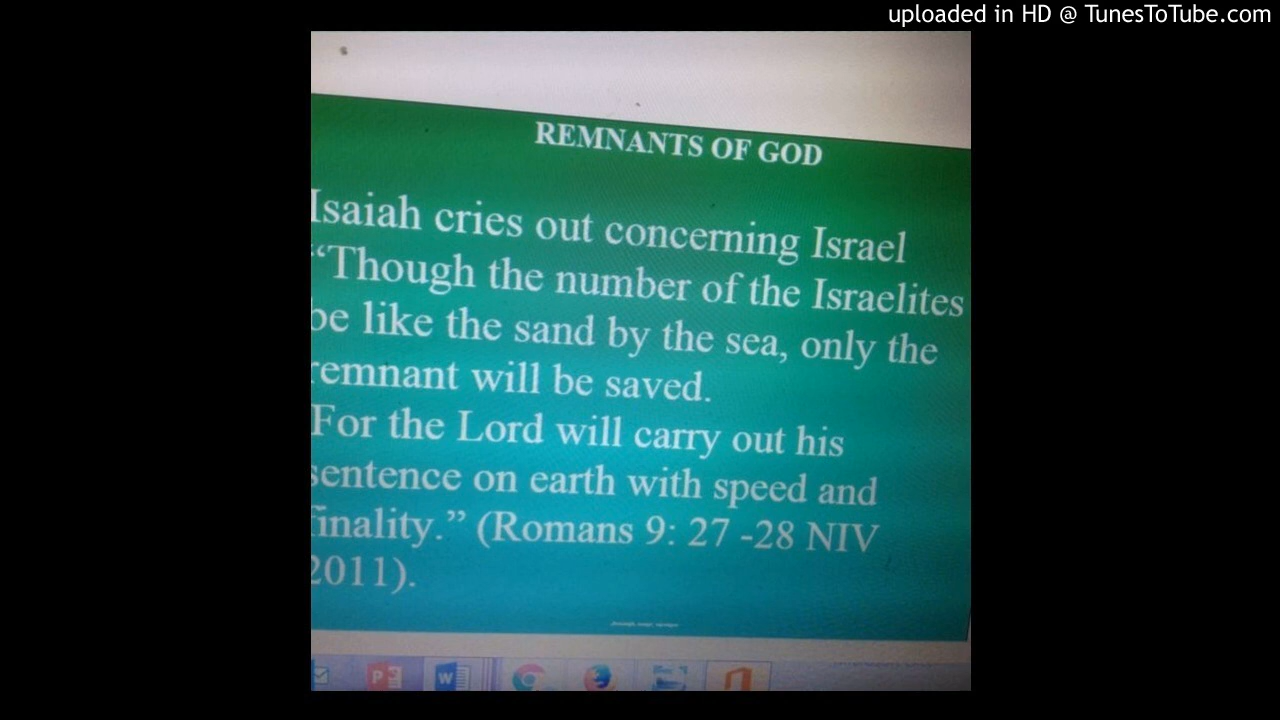 uploaded in HD @ TunesToTube.com
REMNANTS OF GOD
Isaiah cries out concerning Israel
“Though the number of the Israelites
be like the sand by the sea, only the
remnant will be saved.
For the Lord will carry out his
sentence on earth with speed and
finality.” (Romans 9: 27 -28 NIV
2011).